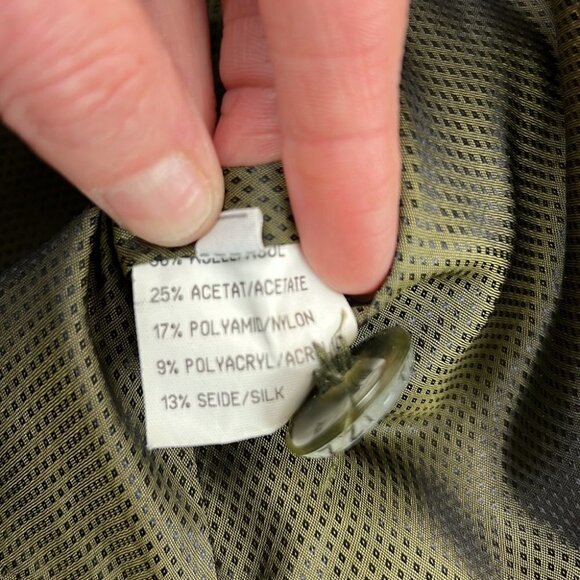 25% ACETAT/ACETATE
17% POLYAMID/NYLON
9% POLYACRYL/ACR
13% SEIDE/SILK